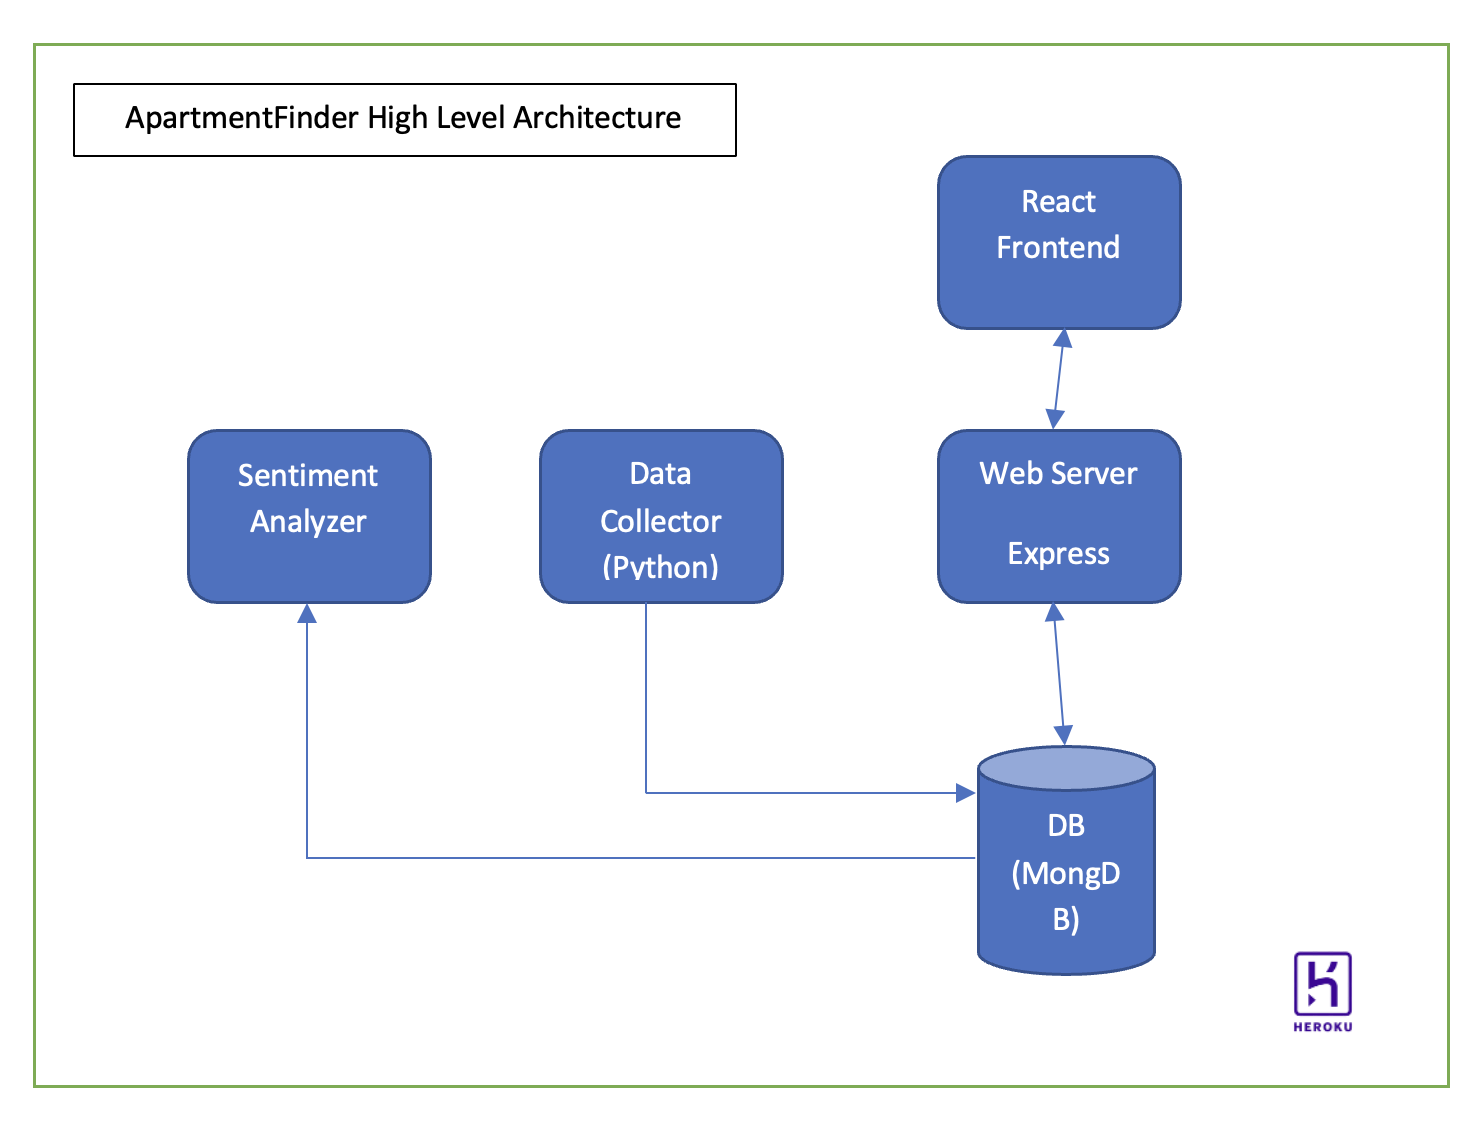 ApartmentFinder High Level Architecture
React
Frontend
Sentiment
Analyzer
Data
Collector
(Python)
Web Server
Express
DB
(MongD
B)
HEROKU